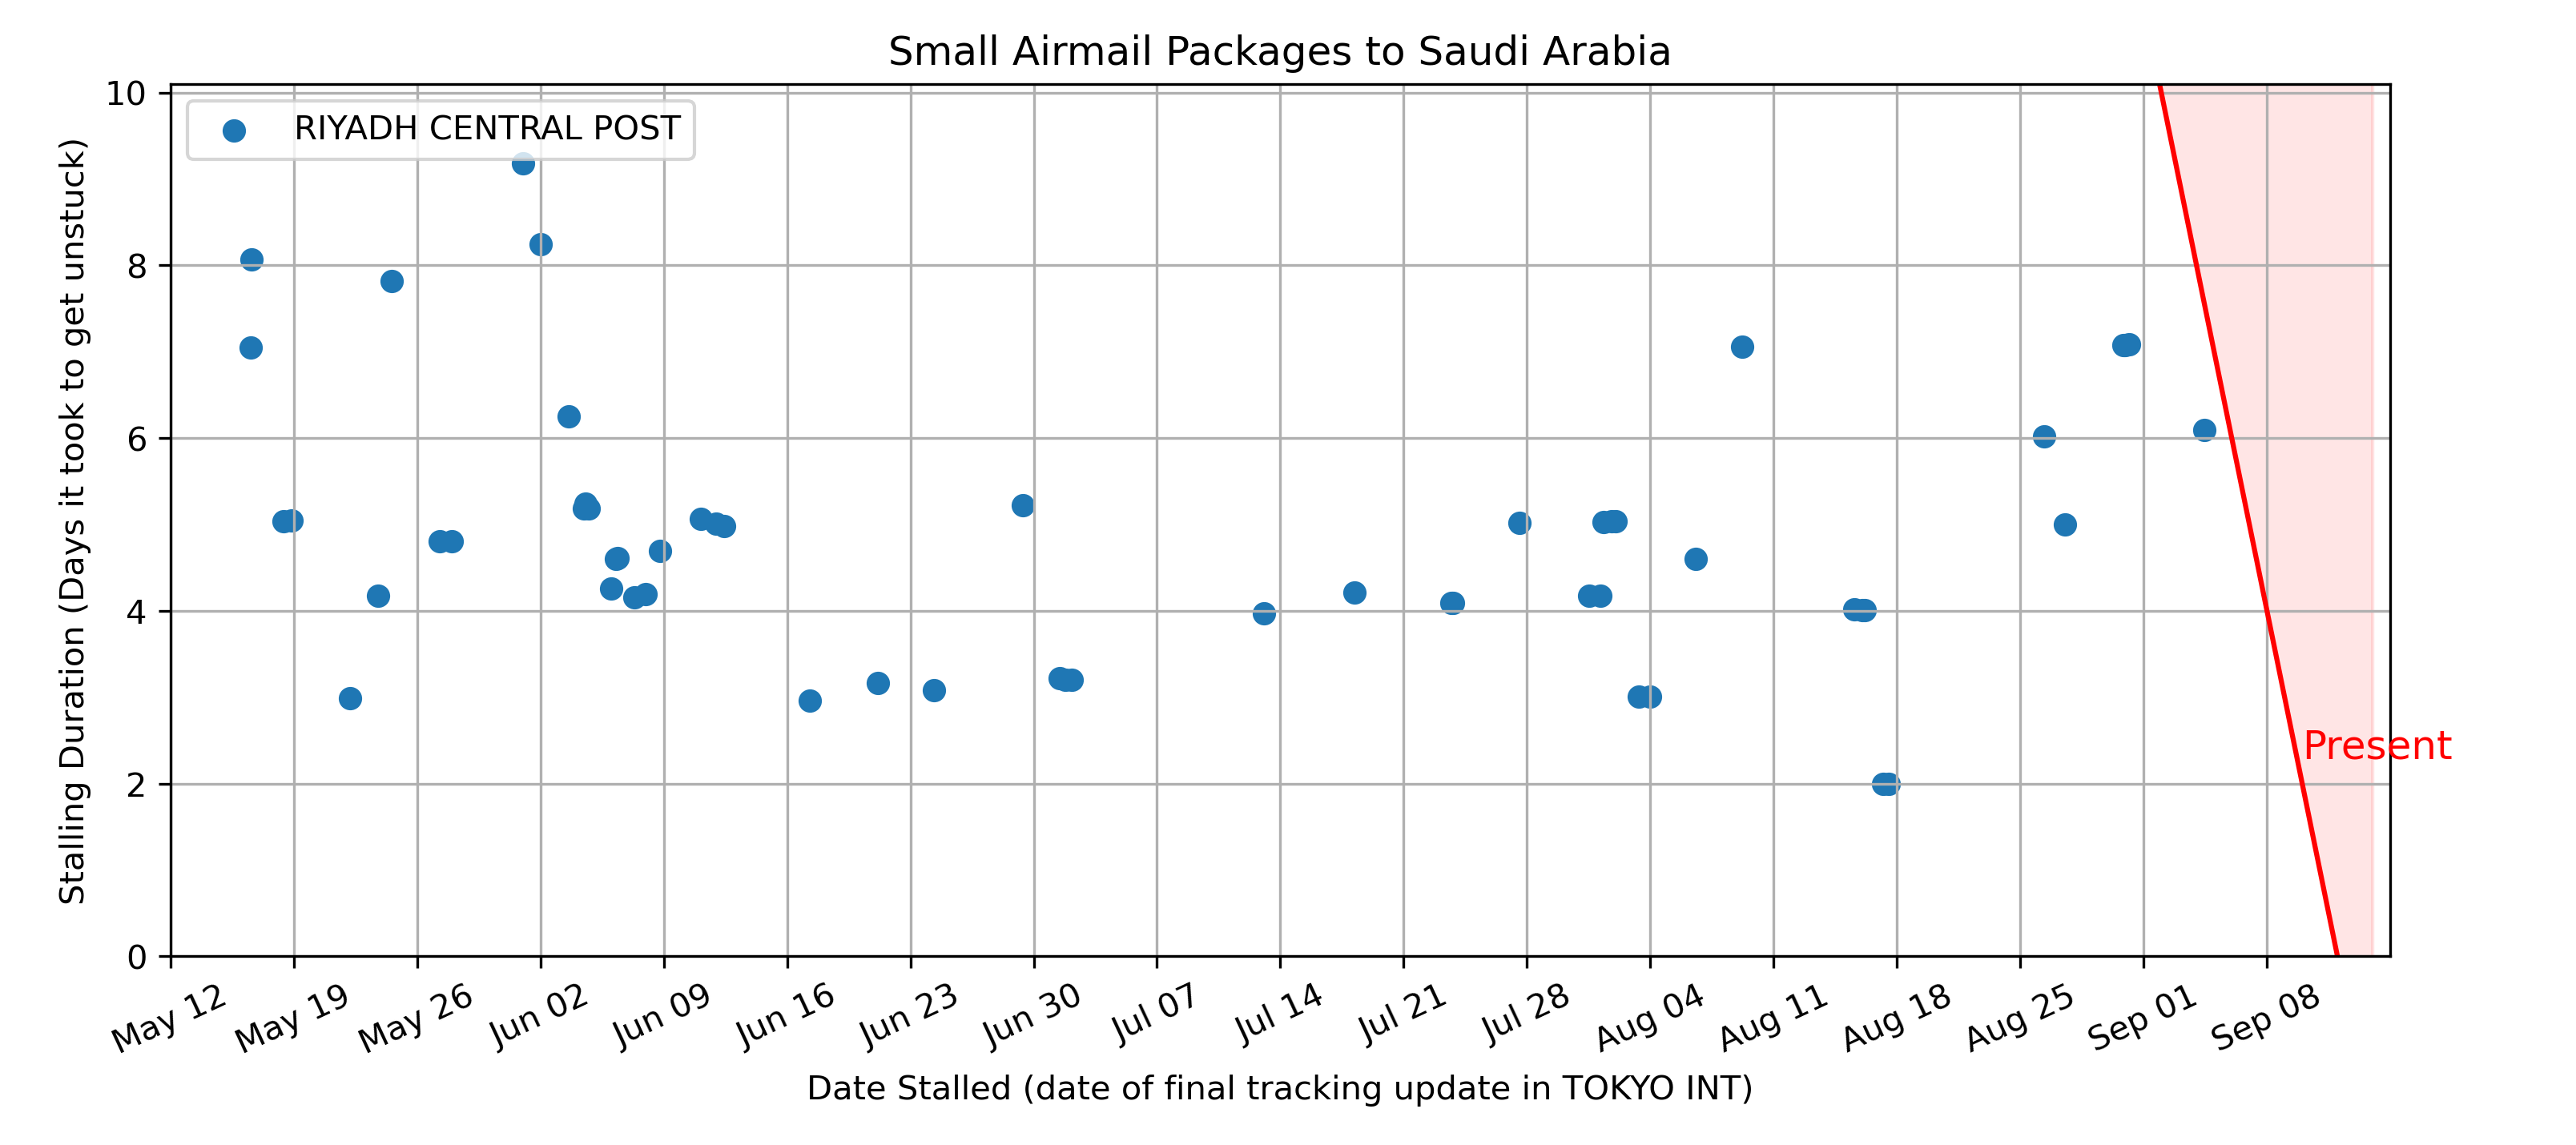 Small Airmail Packages to Saudi Arabia
RIYADH CENTRAL POST
Stalling Duration (Days it took to get unstuck)
10
8
6
4
2
0
Present
May 12
May 19
May 26
Jun 02
Jun 09
Jun 16
Jun 23
Jun 30
Jul 07
Jul 14
Jul 21
Jul 28
Aug 04
Aug 11
Aug 18
Aug 25
Sep 01
Sep 08
Date Stalled (date of final tracking update in TOKYO INT)